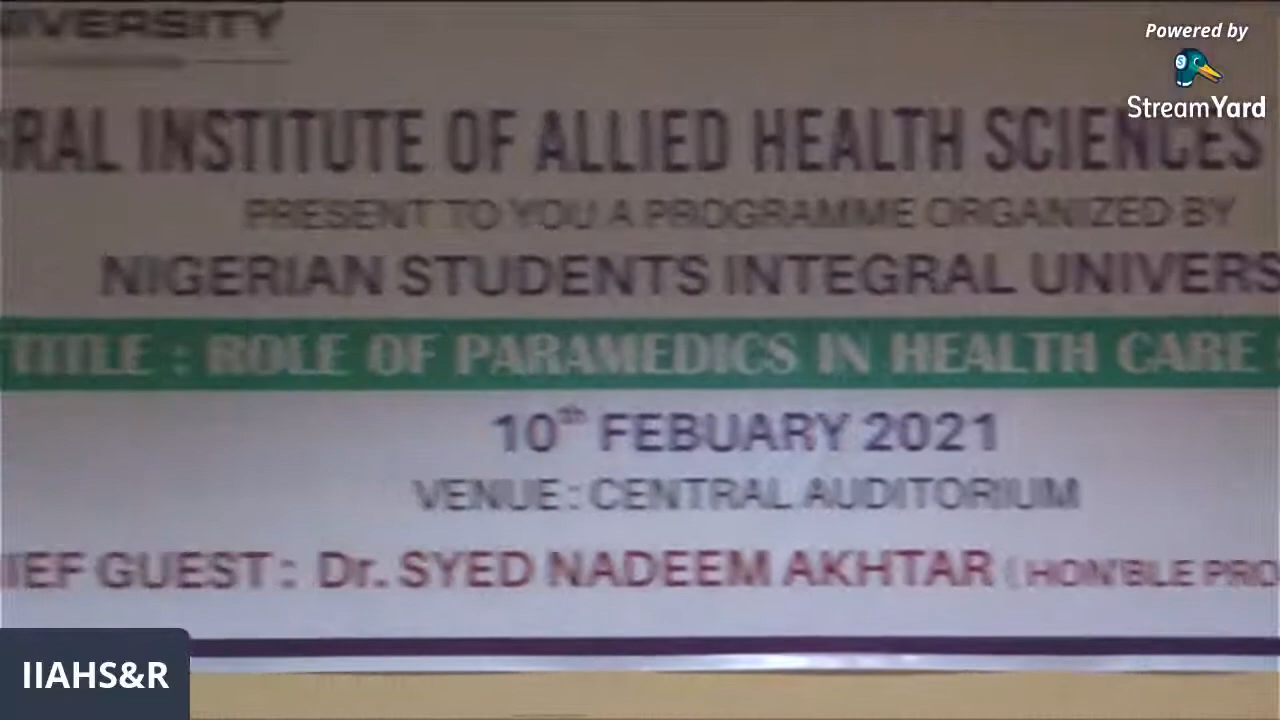 NIVERSITY
Powered by
StreamYard
RAL INSTITUTE OF ALLIED HEALTH SCIENCES
PRESENT TO YOU A PROGRAMME ORGANIZED BY
NIGERIAN STUDENTS INTEGRAL UNIVERS
TITLE : ROLE OF PARAMEDICS IN HEALTH CARE
10th FEBUARY 2021
VENUE : CENTRAL AUDITORIUM
IEF GUEST : Dr. SYED NADEEM AKHTAR (HON'BLE PRO
IIAHS&R